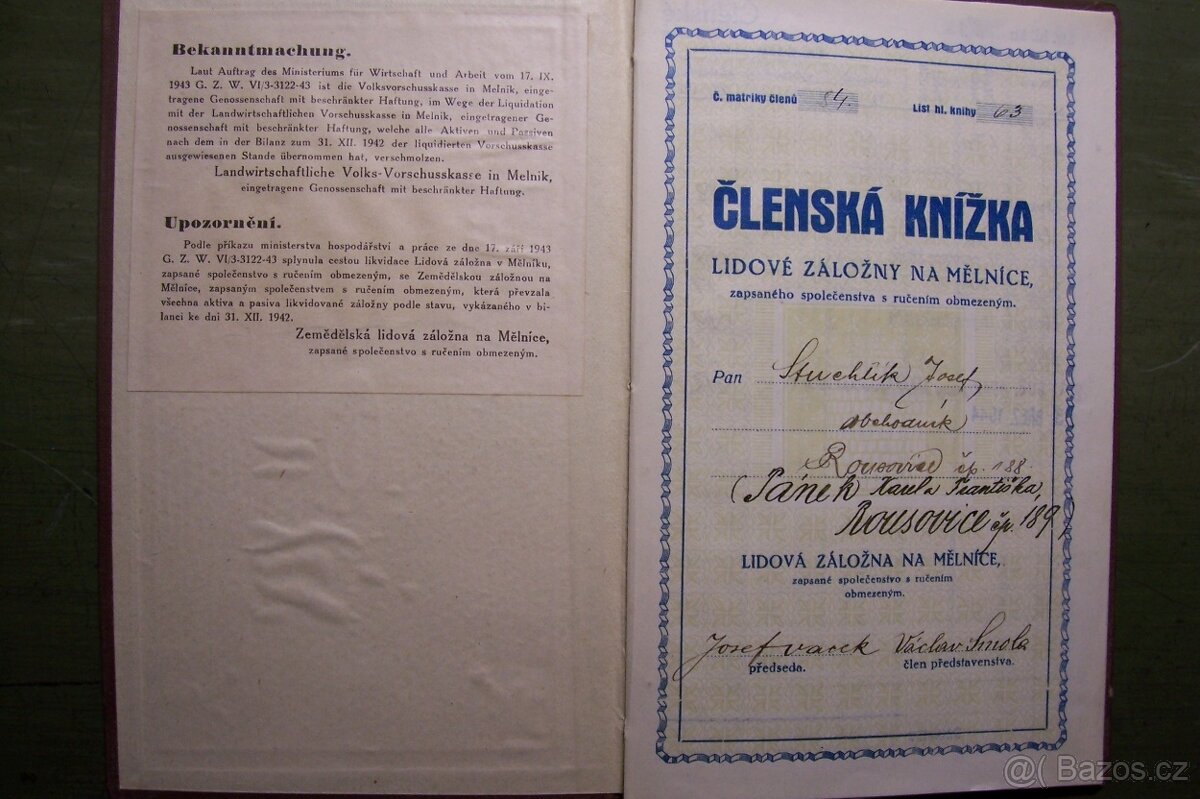 Bekanntmachung.
Laut Auftrag des Ministeriums für Wirtschaft und Arbeit vom 17. IX.
1943 G. Z. W. VI/3-3122-43 ist die Volksvorschusskasse in Melnik, einge-
tragene Genossenschaft mit beschränkter Haftung, im Wege der Liquidation
mit der Landwirtschaftlichen Vorschusskasse in Melnik, eingetragener Ge-
nossenschaft mit beschränkter Haftung, welche alle Aktiven und Passiven
nach dem in der Bilanz zum 31. XII. 1942 der liquidierten Vorschusskasse
ausgewiesenen Stande übernommen hat, verschmolzen.
Landwirtschaftliche Volks-Vorschusskasse in Melnik,
eingetragene Genossenschaft mit beschränkter Haftung.
Upozornění.
Podle příkazu ministerstva hospodářství a práce ze dne 17. září 1943
G. Z. W. VI/3-3122-43 splynula cestou likvidace Lidová záložna v Mělníku,
zapsané společenstvo s ručením obmezeným, se Zemědělskou záložnou na
Mělníce, zapsaným společenstvem s ručením obmezeným, která převzala
všechna aktiva a pasiva likvidované záložny podle stavu, vykázaného v bi-
lanci ke dni 31. XII. 1942.
Zemědělská lidová záložna na Mělníce,
zapsané společenstvo s ručením obmezeným.
Č. matriky členů 84.
List hl. knihy 63
ČLENSKÁ KNÍŽKA
LIDOVÉ ZÁLOŽNY NA MĚLNÍCE,
zapsaného společenstva s ručením obmezeným.
Pan Stuchlík Josef,
obchodník
Rousovice čp. 188.
(Pánek Karel a Františka,
Rousovice čp. 189,
LIDOVÁ ZÁLOŽNA NA MĚLNÍCE,
zapsané společenstvo s ručením
obmezeným.
Josef Václav Smola
předseda. člen představenstva.
@( Bazos.cz